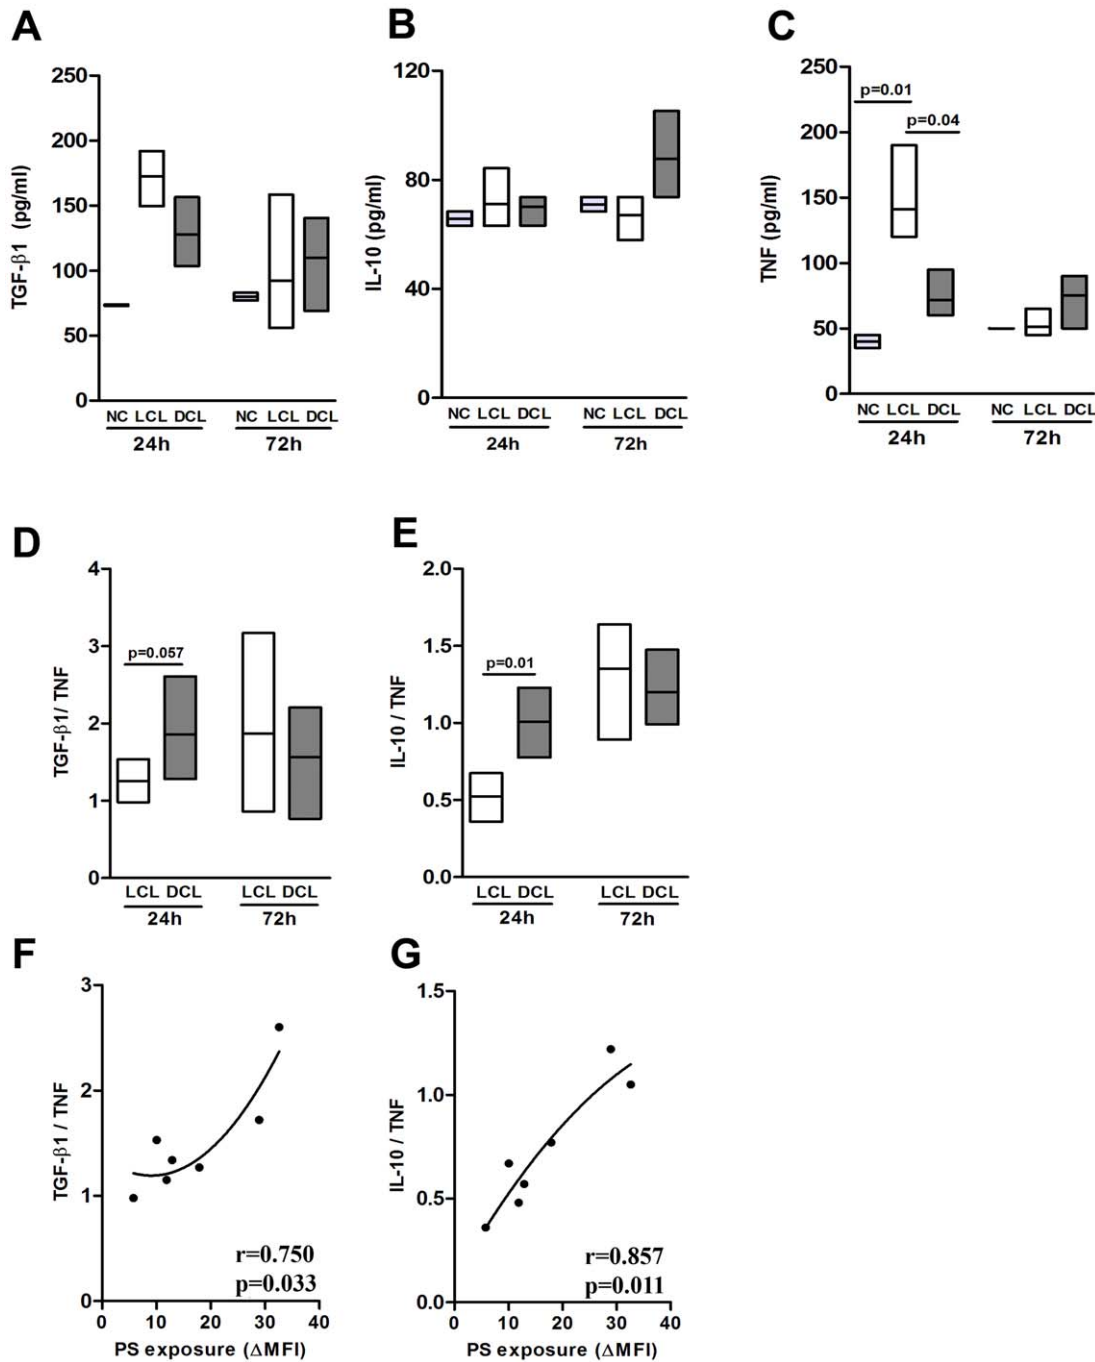 A
B
C
250
200
150
100
50
0
TGF-β1 (pg/ml)
NC LCL DCL
NC LCL DCL
24h
72h
120
80
40
0
IL-10 (pg/ml)
NC LCL DCL
NC LCL DCL
24h
72h
250
200
150
100
50
0
TNF (pg/ml)
p=0.01
p=0.04
NC LCL DCL
NC LCL DCL
24h
72h
D
E
4
3
2
1
0
TGF-β1/ TNF
p=0.057
LCL DCL
LCL DCL
24h
72h
2.0
1.5
1.0
0.5
0.0
IL-10 / TNF
p=0.01
LCL DCL
LCL DCL
24h
72h
F
G
3
2
1
0
TGF-β1 / TNF
r=0.750
p=0.033
0 10 20 30 40
PS exposure (ΔMFI)
1.5
1.0
0.5
0.0
IL-10 / TNF
r=0.857
p=0.011
0 10 20 30 40
PS exposure (ΔMFI)